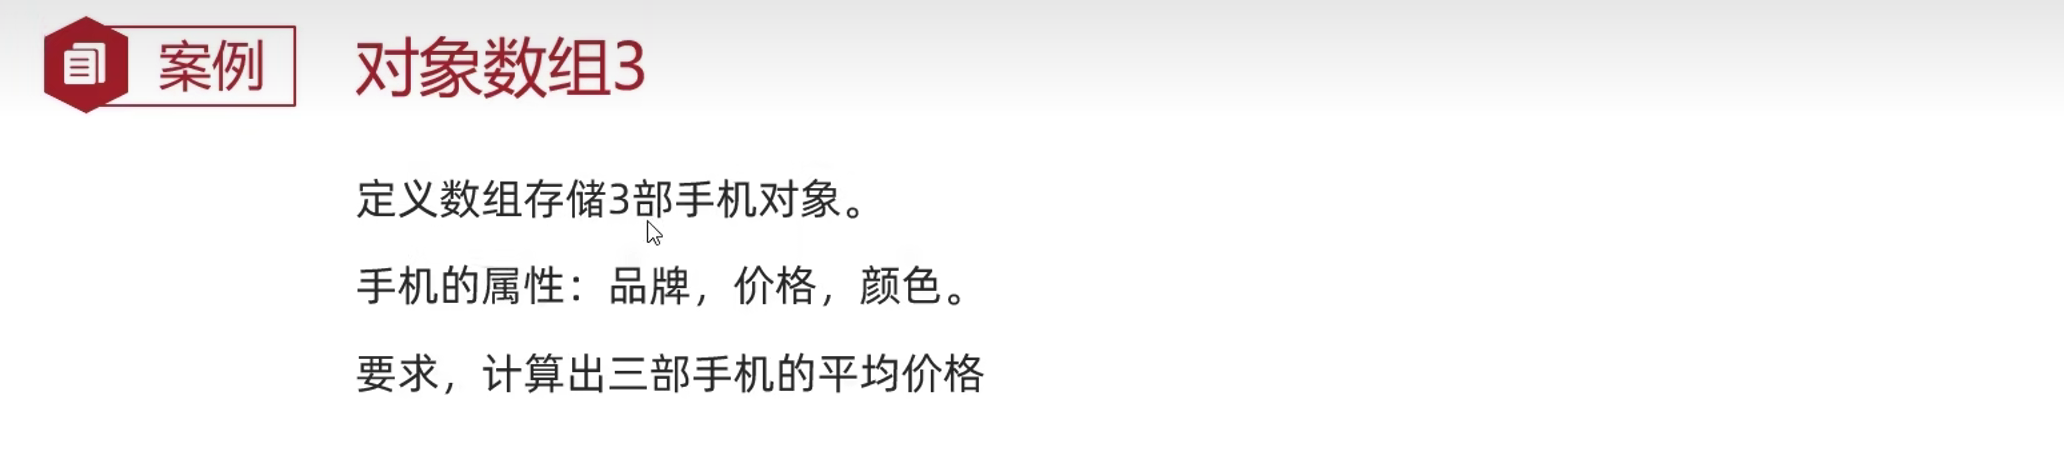 案例 对象数组3
定义数组存储3部手机对象。
手机的属性：品牌，价格，颜色。
要求，计算出三部手机的平均价格